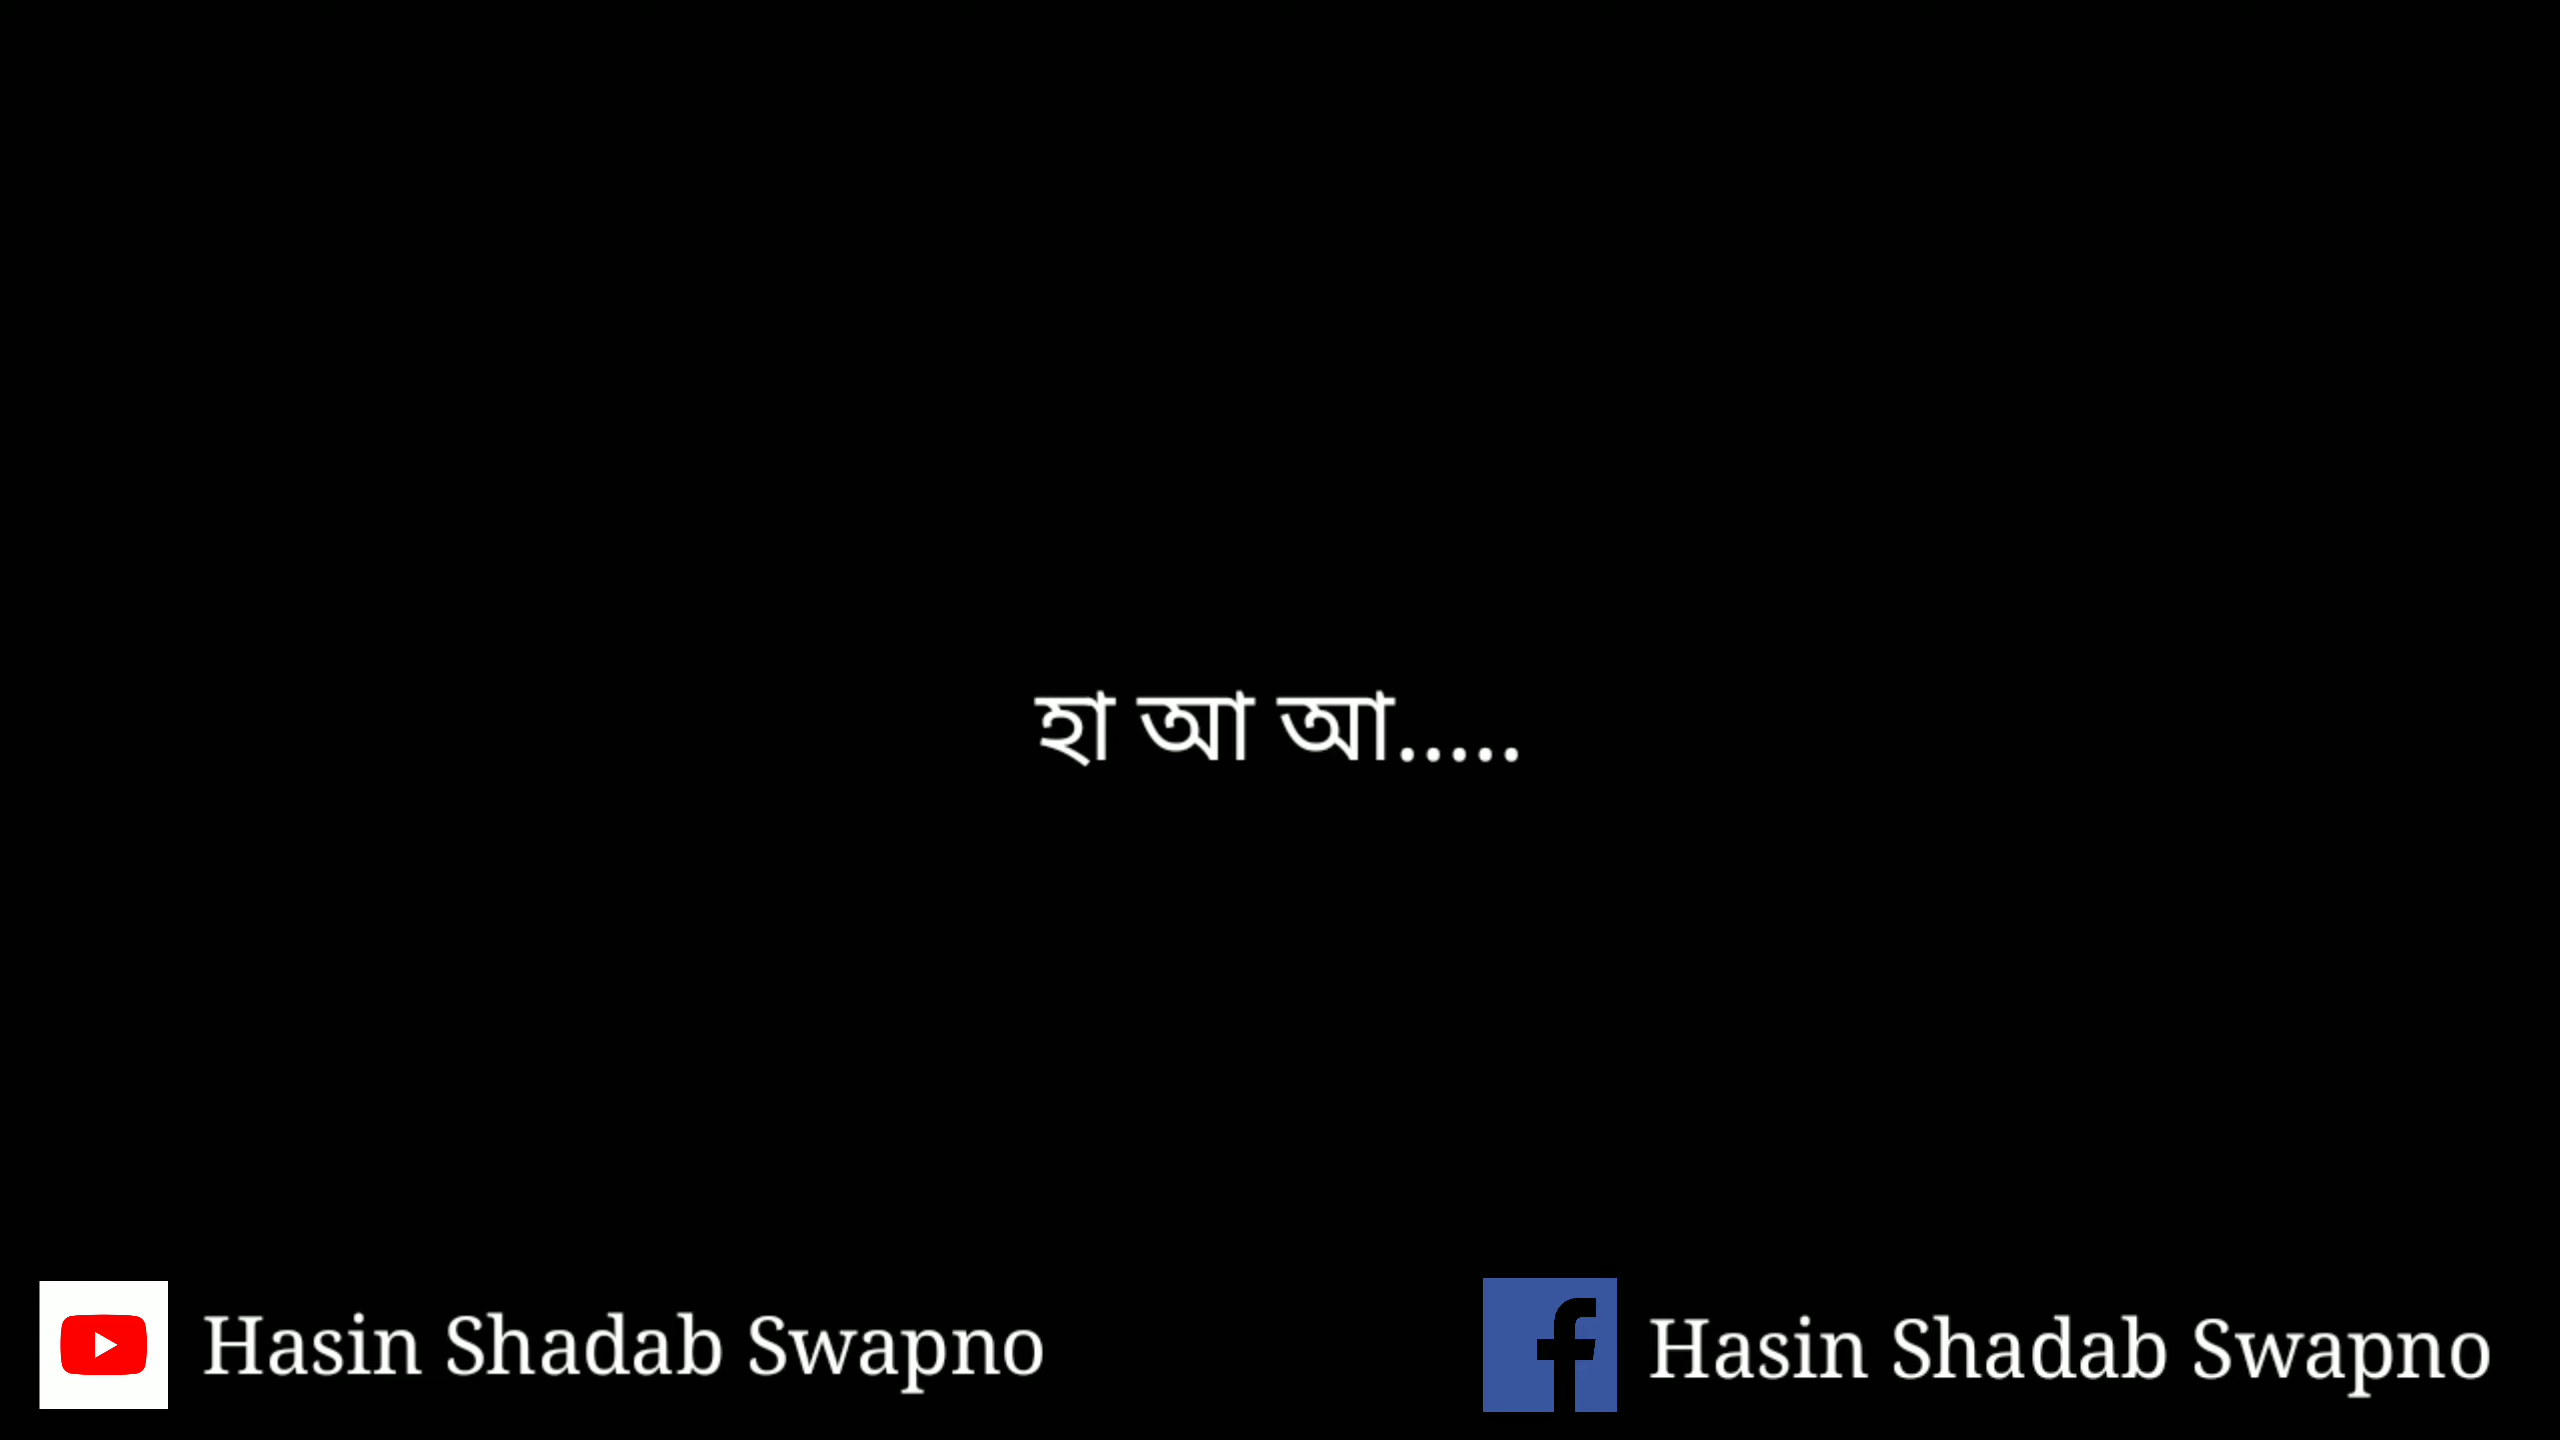 হা আ আ.....
Hasin Shadab Swapno
Hasin Shadab Swapno